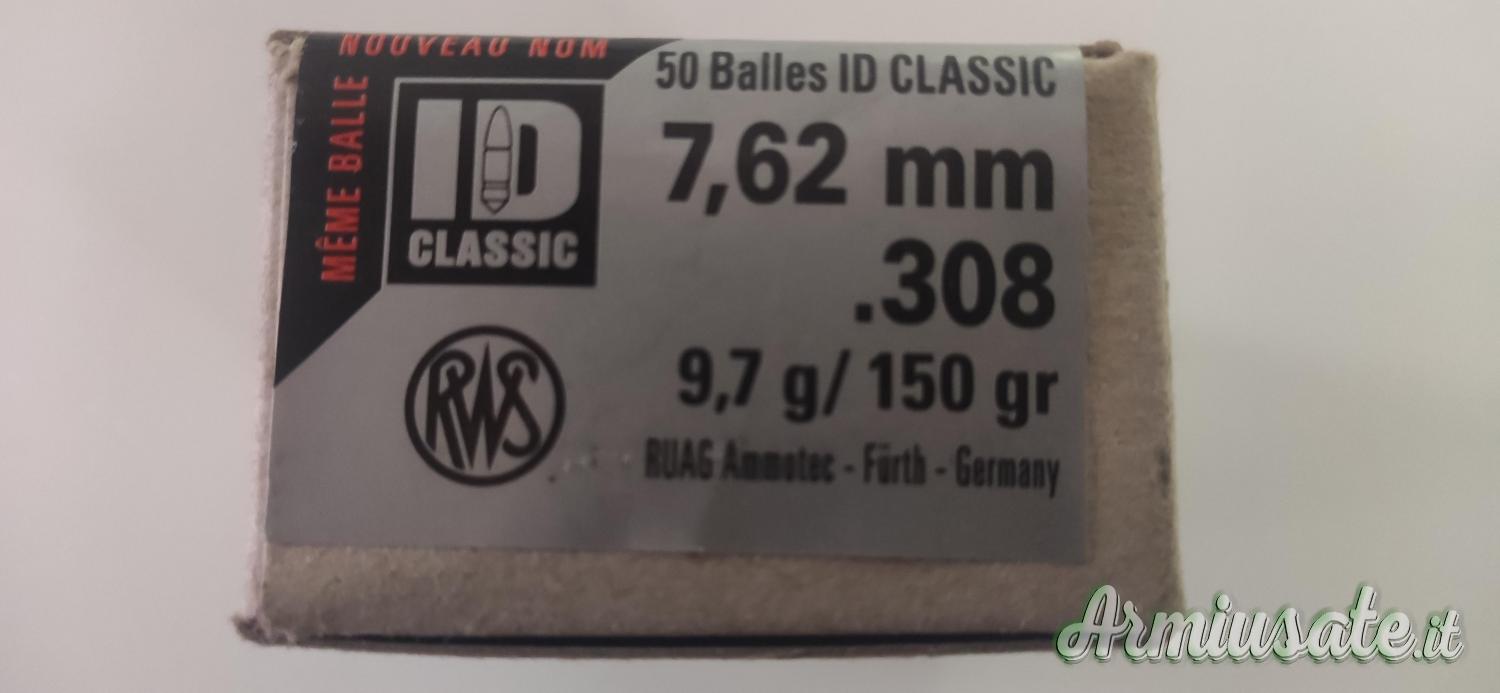 NOUVEAU NOM
MÊME BALLE
ID
CLASSIC
RWS
50 Balles ID CLASSIC
7,62 mm
.308
9,7 g/ 150 gr
RUAG Ammotec - Fürth - Germany
Armiusate.it